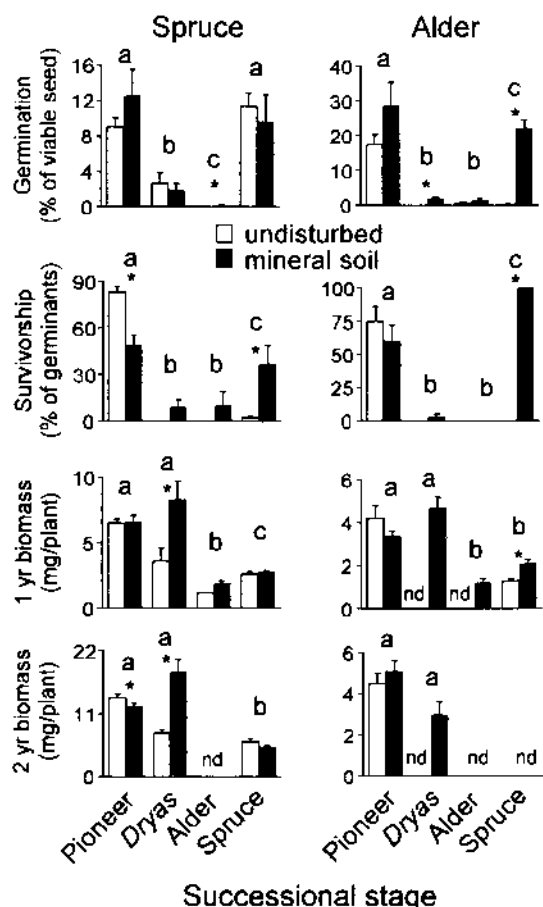 Spruce Alder
Germination
(% of viable seed)
16
12
8
4
0
a
b
c
*
a
40
30
20
10
0
a
b
*
b
c
*
undisturbed
mineral soil
Survivorship
(% of germinants)
90
60
30
0
a
*
b
b
c
*
100
75
50
25
0
a
b
b
c
*
1 yr biomass
(mg/plant)
10
5
0
a
a
*
b
c
6
4
2
0
a
nd
a
nd
b
b
*
2 yr biomass
(mg/plant)
22
11
0
a
*
a
*
nd
b
6
4
2
0
a
nd
a
nd
nd
Pioneer
Dryas
Alder
Spruce
Pioneer
Dryas
Alder
Spruce
Successional stage